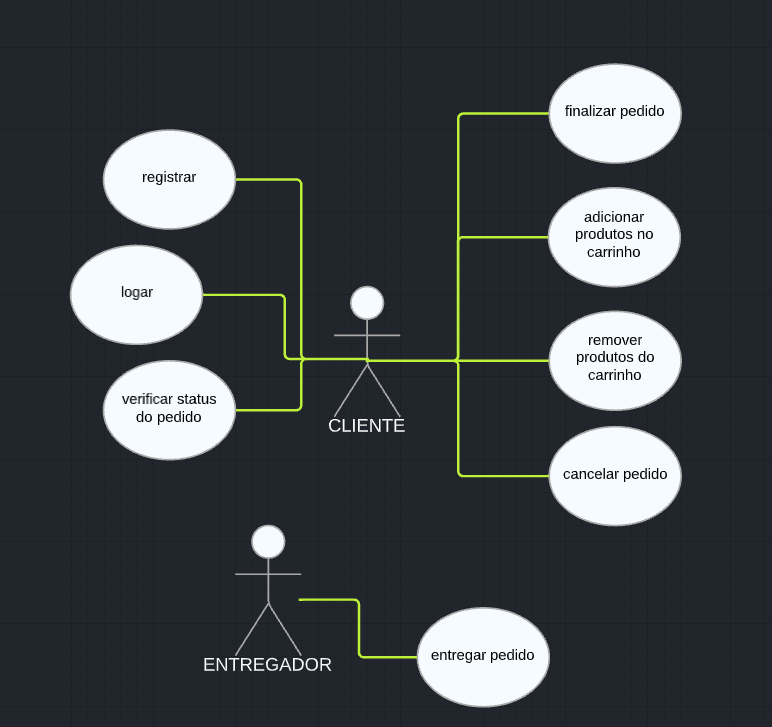 finalizar pedido
registrar
adicionar
produtos no
carrinho
logar
remover
produtos do
carrinho
verificar status
do pedido
CLIENTE
cancelar pedido
ENTREGADOR
entregar pedido